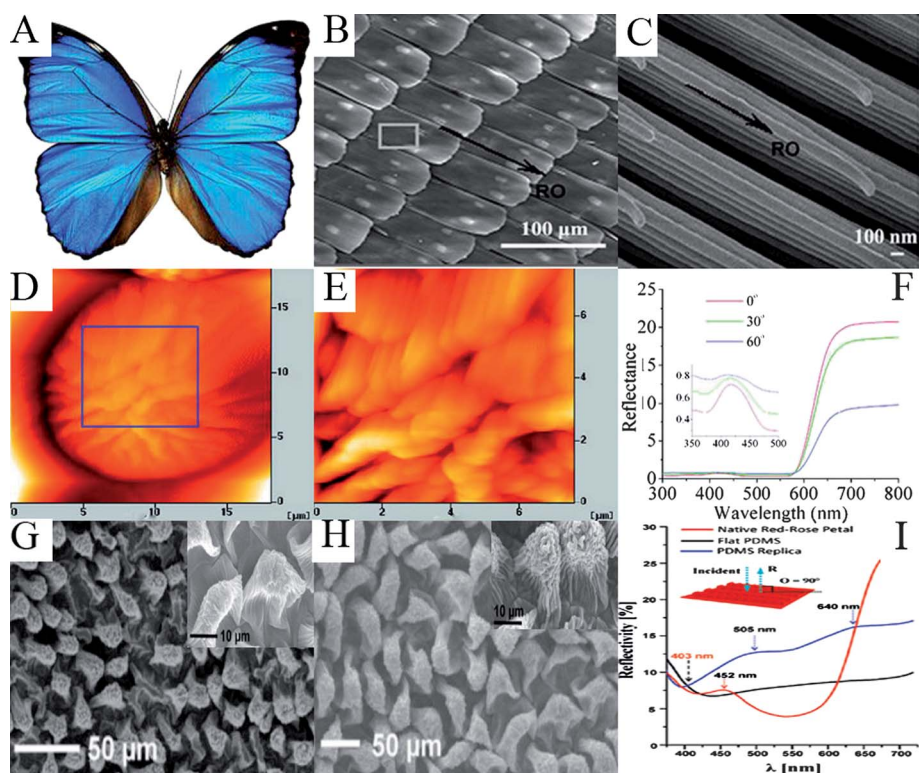 A
B
RO
100 µm
C
RO
100 nm
D
15
10
5
0
5 10 15 [µm]
E
6
4
2
0
0 2 4 6 [µm]
F
25
20
15
10
5
0
Reflectance
0°
30°
60°
0.8
0.6
0.4
350 400 450 500
300 400 500 600 700 800
Wavelength (nm)
G
10 µm
50 µm
H
10 µm
50 µm
I
30
25
20
15
10
5
Reflectivity [%]
Native Red-Rose Petal
Flat PDMS
PDMS Replica
Incident
R
O = 90°
640 nm
505 nm
403 nm
452 nm
400 450 500 550 600 650 700
λ [nm]